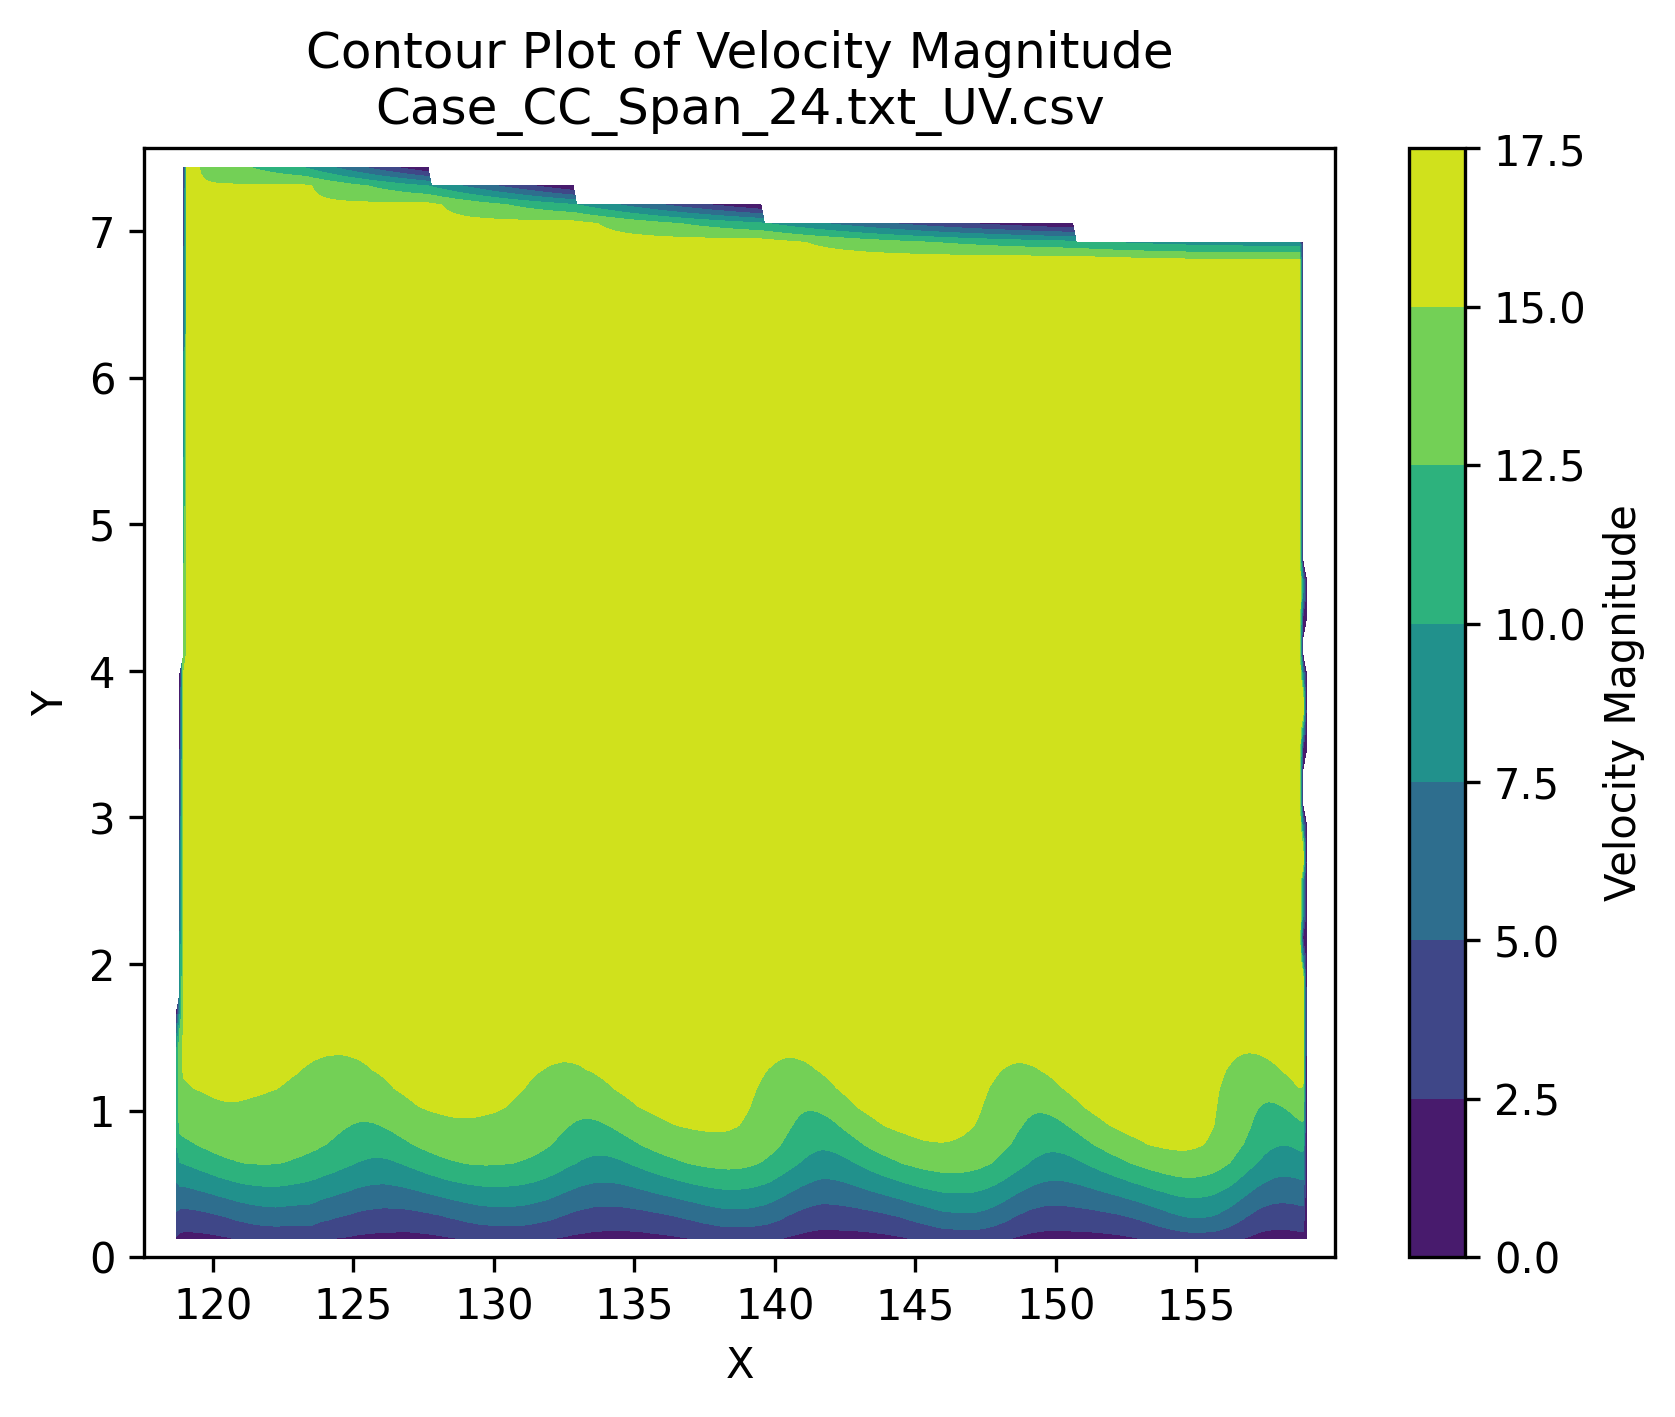 Contour Plot of Velocity Magnitude
Case_CC_Span_24.txt_UV.csv
7
6
5
4
3
2
1
0
Y
120 125 130 135 140 145 150 155
X
17.5
15.0
12.5
10.0
7.5
5.0
2.5
0.0
Velocity Magnitude